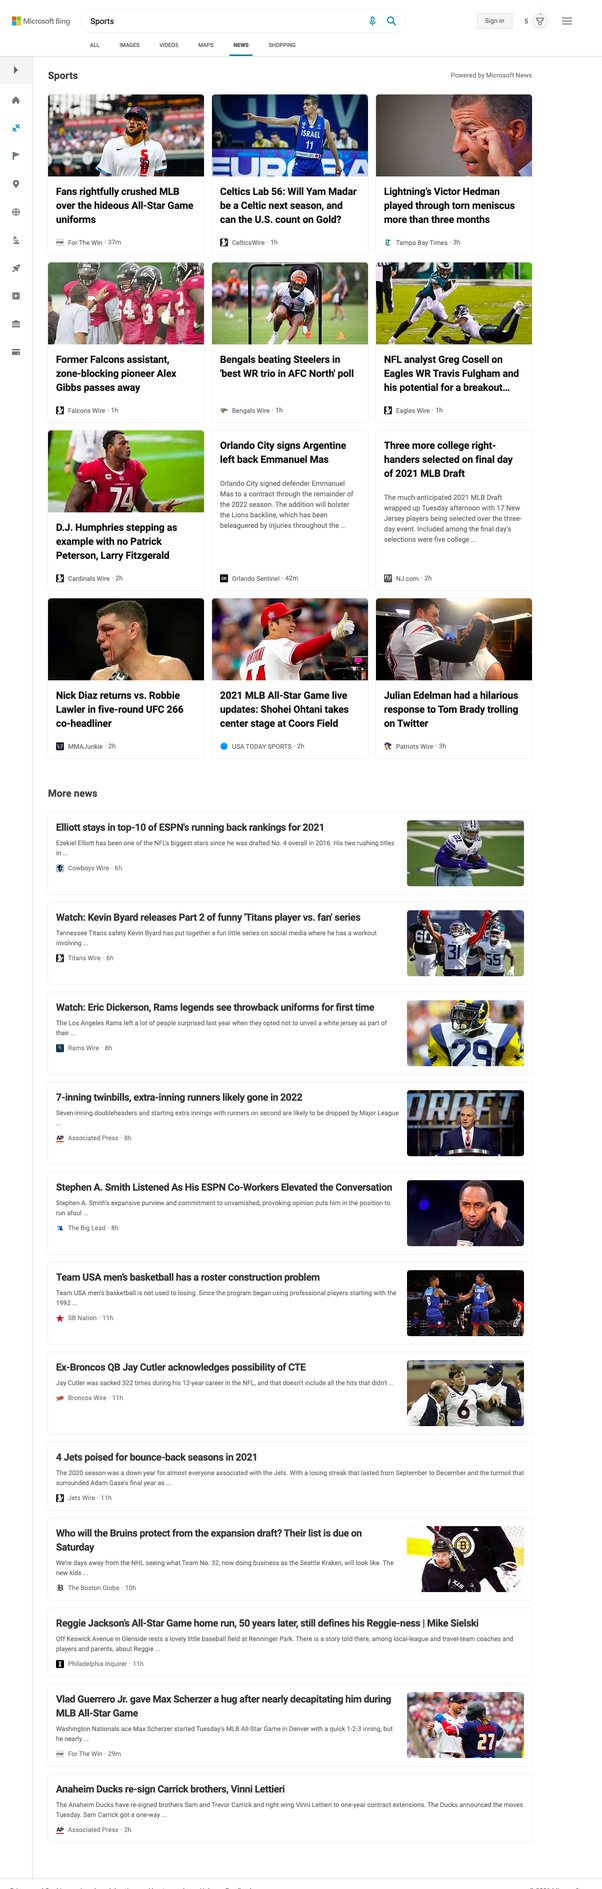 Microsoft Bing
Sports
Sign in
5
ALL
IMAGES
VIDEOS
MAPS
NEWS
SHOPPING
Sports
Powered by Microsoft News
Fans rightfully crushed MLB
over the hideous All-Star Game
uniforms
For The Win · 37m
Celtics Lab 56: Will Yam Madar
be a Celtic next season, and
can the U.S. count on Gold?
CelticsWire · 1h
Lightning's Victor Hedman
played through torn meniscus
more than three months
Tampa Bay Times · 3h
Former Falcons assistant,
zone-blocking pioneer Alex
Gibbs passes away
Falcons Wire · 1h
Bengals beating Steelers in
'best WR trio in AFC North' poll
Bengals Wire · 1h
NFL analyst Greg Cosell on
Eagles WR Travis Fulgham and
his potential for a breakout...
Eagles Wire · 1h
D.J. Humphries stepping as
example with no Patrick
Peterson, Larry Fitzgerald
Cardinals Wire · 2h
Orlando City signs Argentine
left back Emmanuel Mas
Orlando City signed defender Emmanuel
Mas to a contract through the remainder of
the 2022 season. The addition will bolster
the Lions backline, which has been
beleaguered by injuries throughout the ...
Orlando Sentinel · 42m
Three more college right-
handers selected on final day
of 2021 MLB Draft
The much-anticipated 2021 MLB Draft
wrapped up Tuesday afternoon with 17 New
Jersey players being selected over the three-
day event. Included among the final day's
selections were five college ...
NJ.com · 2h
Nick Diaz returns vs. Robbie
Lawler in five-round UFC 266
co-headliner
MMAJunkie · 2h
2021 MLB All-Star Game live
updates: Shohei Ohtani takes
center stage at Coors Field
USA TODAY SPORTS · 2h
Julian Edelman had a hilarious
response to Tom Brady trolling
on Twitter
Patriots Wire · 3h
More news
Elliott stays in top-10 of ESPN's running back rankings for 2021
Ezekiel Elliott has been one of the NFL's biggest stars since he was drafted No. 4 overall in 2016. His two rushing titles
in ...
Cowboys Wire · 6h
Watch: Kevin Byard releases Part 2 of funny 'Titans player vs. fan' series
Tennessee Titans safety Kevin Byard has put together a fun little series on social media where he has a workout
involving ...
Titans Wire · 6h
Watch: Eric Dickerson, Rams legends see throwback uniforms for first time
The Los Angeles Rams left a lot of people surprised last year when they opted not to unveil a white jersey as part of
their ...
Rams Wire · 8h
7-inning twinbills, extra-inning runners likely gone in 2022
Seven-inning doubleheaders and starting extra innings with runners on second are likely to be dropped by Major League
...
Associated Press · 8h
Stephen A. Smith Listened As His ESPN Co-Workers Elevated the Conversation
Stephen A. Smith's expansive purview and commitment to unvarnished, provoking opinion puts him in the position to
run afoul ...
The Big Lead · 8h
Team USA men's basketball has a roster construction problem
Team USA men's basketball is not used to losing. Since the program began using professional players starting with the
1992 ...
SB Nation · 11h
Ex-Broncos QB Jay Cutler acknowledges possibility of CTE
Jay Cutler was sacked 322 times during his 12-year career in the NFL, and that doesn't include all the hits that didn't ...
Broncos Wire · 11h
4 Jets poised for bounce-back seasons in 2021
The 2020 season was a down year for almost everyone associated with the Jets. With a losing streak that lasted from September to December and the turmoil that
surrounded Adam Gase's final year as ...
Jets Wire · 11h
Who will the Bruins protect from the expansion draft? Their list is due on
Saturday
We're days away from the NHL seeing what Team No. 32, now doing business as the Seattle Kraken, will look like. The
new kids ...
The Boston Globe · 10h
Reggie Jackson's All-Star Game home run, 50 years later, still defines his Reggie-ness | Mike Sielski
Off Keswick Avenue in Glenside rests a lovely little baseball field at Renninger Park. There is a story told there, among local-league and travel-team coaches and
players and parents, about Reggie ...
Philadelphia Inquirer · 11h
Vlad Guerrero Jr. gave Max Scherzer a hug after nearly decapitating him during
MLB All-Star Game
Washington Nationals ace Max Scherzer started Tuesday's MLB All-Star Game in Denver with a quick 1-2-3 inning, but
he nearly ...
For The Win · 29m
Anaheim Ducks re-sign Carrick brothers, Vinni Lettieri
The Anaheim Ducks have re-signed brothers Sam and Trevor Carrick and right wing Vinni Lettieri to one-year contract extensions. The Ducks announced the moves
Tuesday. Sam Carrick got a one-way ...
Associated Press · 2h